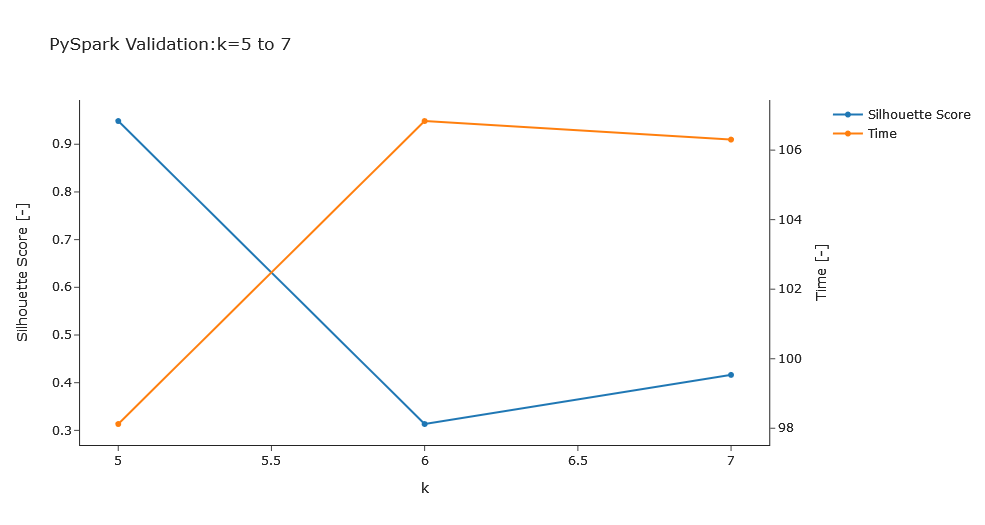 PySpark Validation:k=5 to 7
Silhouette Score
Time
0.9
0.8
0.7
0.6
0.5
0.4
0.3
Silhouette Score [-]
106
104
102
100
98
Time [-]
5
5.5
6
6.5
7
k